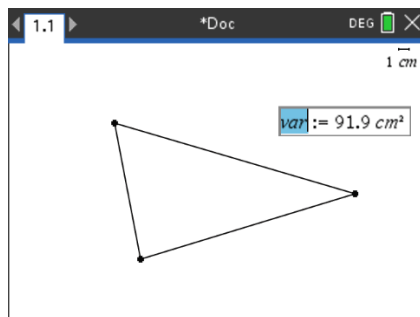 1.1 *Doc DEG
1 cm
var := 91.9 cm²